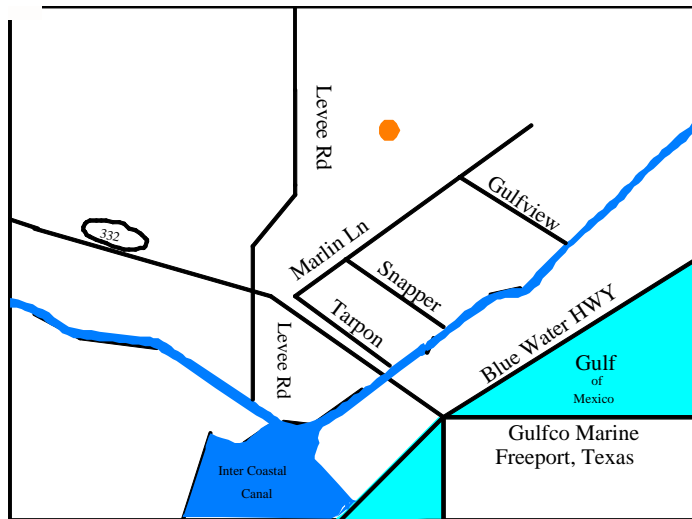 Levee Rd
Gulfview
332
Marlin Ln
Snapper
Tarpon
Levee Rd
Blue Water HWY
Gulf
of
Mexico
Gulfco Marine
Freeport, Texas
Inter Coastal
Canal